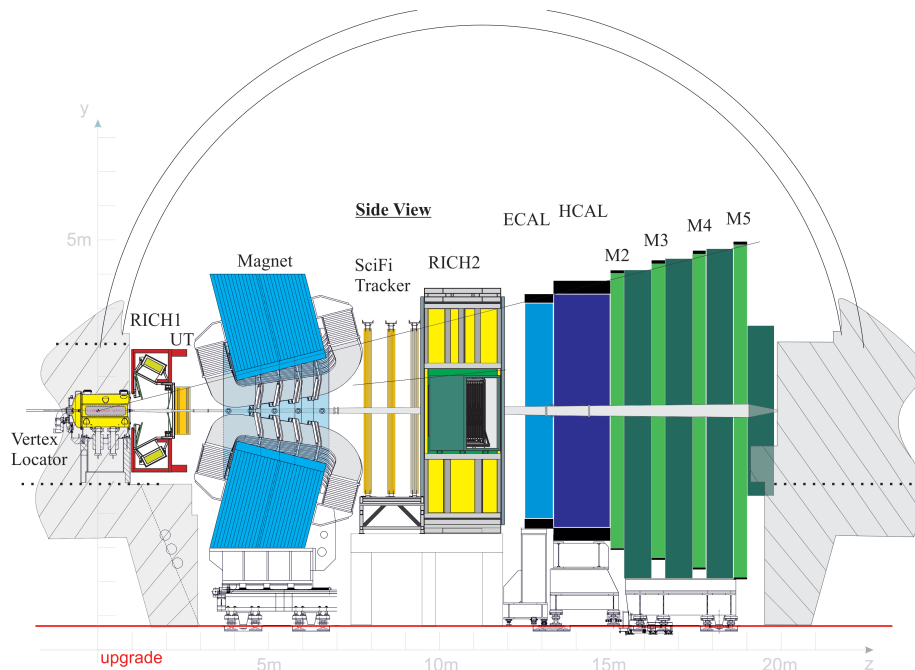 y
Side View
ECAL
HCAL
M5
M4
M3
M2
5m
Magnet
SciFi
Tracker
RICH2
RICH1
UT
Vertex
Locator
upgrade
5m
10m
15m
20m
z